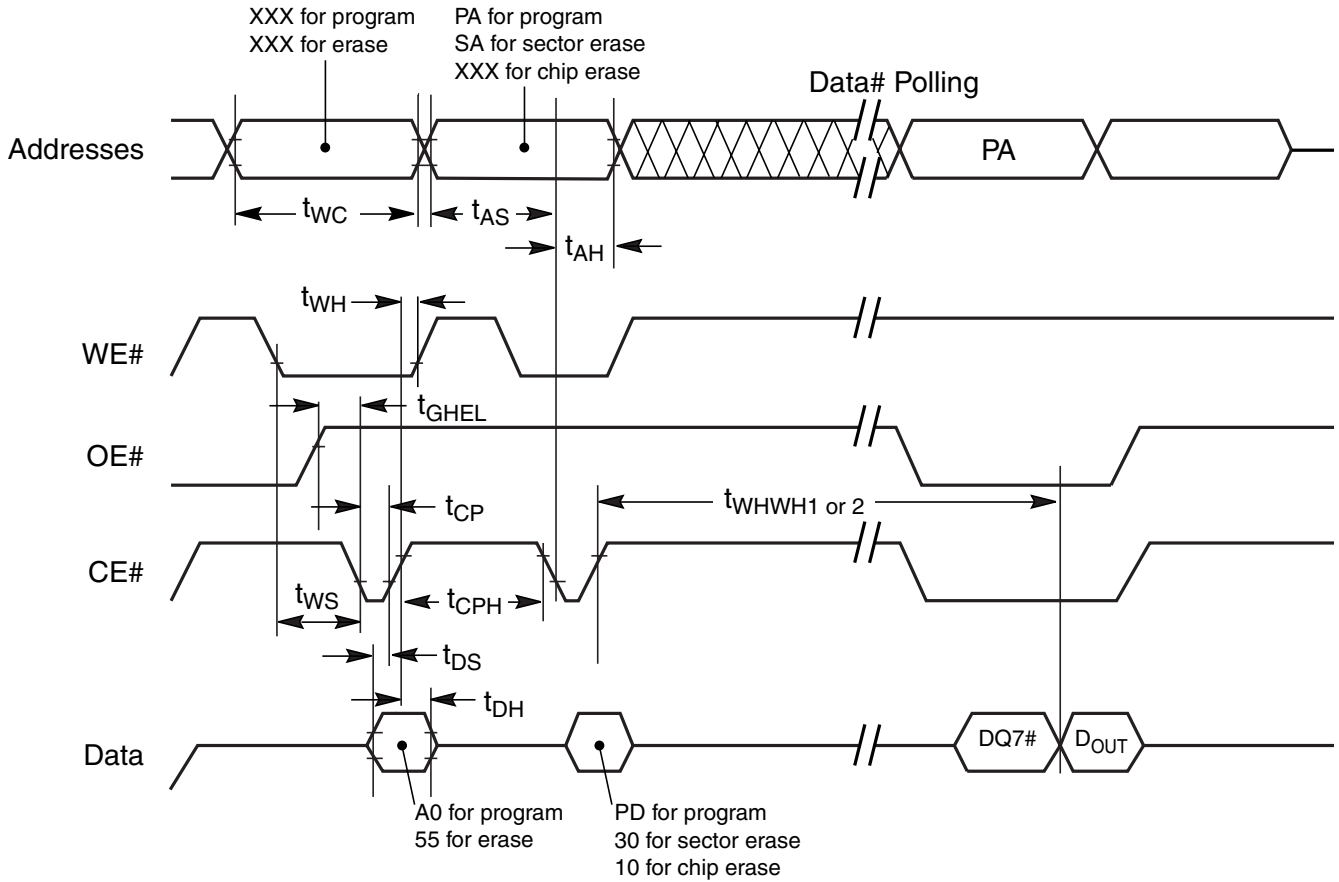 XXX for program
XXX for erase
PA for program
SA for sector erase
XXX for chip erase
Data# Polling
Addresses
PA
tWC
tAS
tAH
tWH
WE#
tGHEL
OE#
tCP
tWHWH1 or 2
CE#
tWS
tCPH
tDS
tDH
Data
DQ7#
DOUT
A0 for program
55 for erase
PD for program
30 for sector erase
10 for chip erase